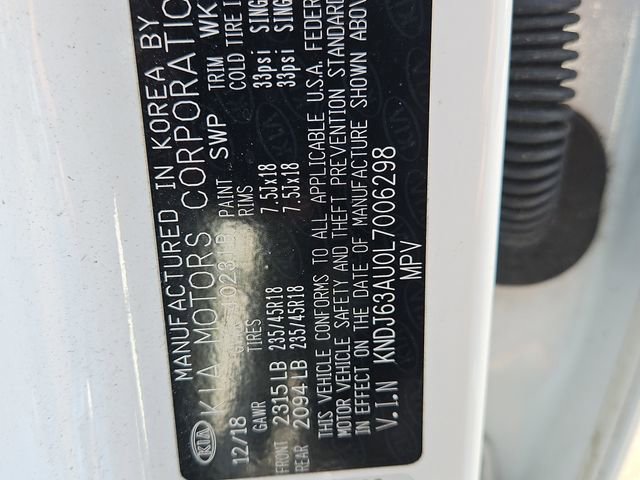 MANUFACTURED IN KOREA BY
KIA KIA MOTORS CORPORATIO
12/18 PAINT SWP TRIM WK
GAWR TIRES RIMS COLD TIRE
FRONT 2315 LB 235/45R18 7.5Jx18 33psi SING
REAR 2094 LB 235/45R18 7.5Jx18 33psi SING
THIS VEHICLE CONFORMS TO ALL APPLICABLE U.S.A. FEDER
MOTOR VEHICLE SAFETY AND THEFT PREVENTION STANDARD
IN EFFECT ON THE DATE OF MANUFACTURE SHOWN ABOV
V.I.N KNDJ63AU0L7006298
MPV